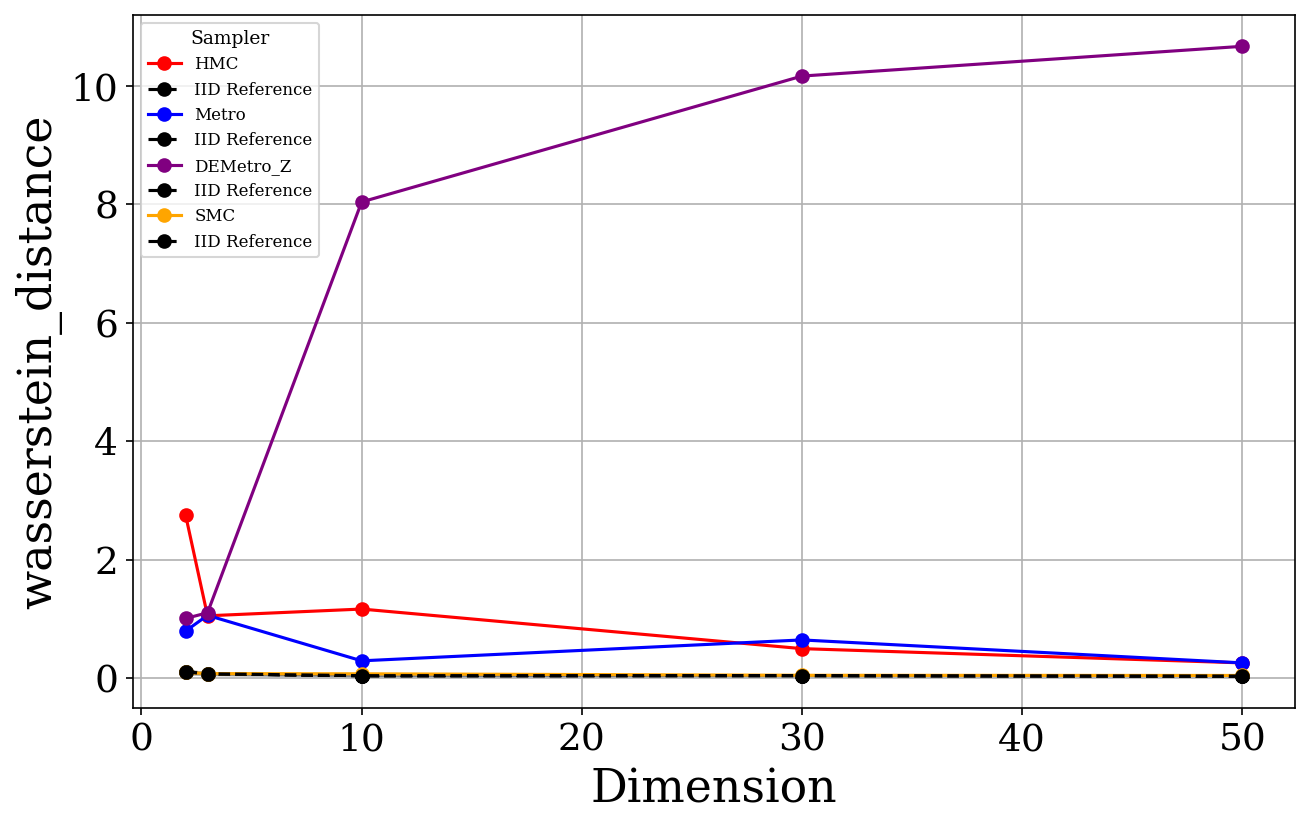 Sampler
HMC
IID Reference
Metro
IID Reference
DEMetro_Z
IID Reference
SMC
IID Reference
wasserstein_distance
10
8
6
4
2
0
0 10 20 30 40 50
Dimension